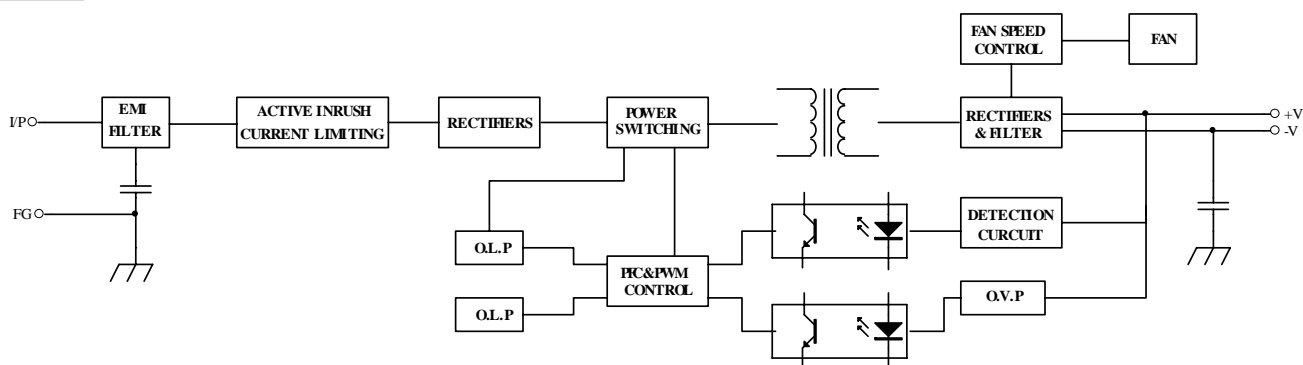 FAN SPEED
CONTROL
FAN
I/P
EMI
FILTER
ACTIVE INRUSH
CURRENT LIMITING
RECTIFIERS
POWER
SWITCHING
RECTIFIERS
& FILTER
+V
-V
FG
O.L.P
PFC&PWM
CONTROL
DETECTION
CURCUIT
O.L.P
O.V.P